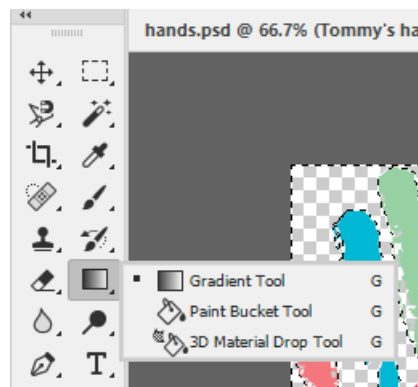 hands.psd @ 66.7% (Tommy's ha
Gradient Tool G
Paint Bucket Tool G
3D Material Drop Tool G
T